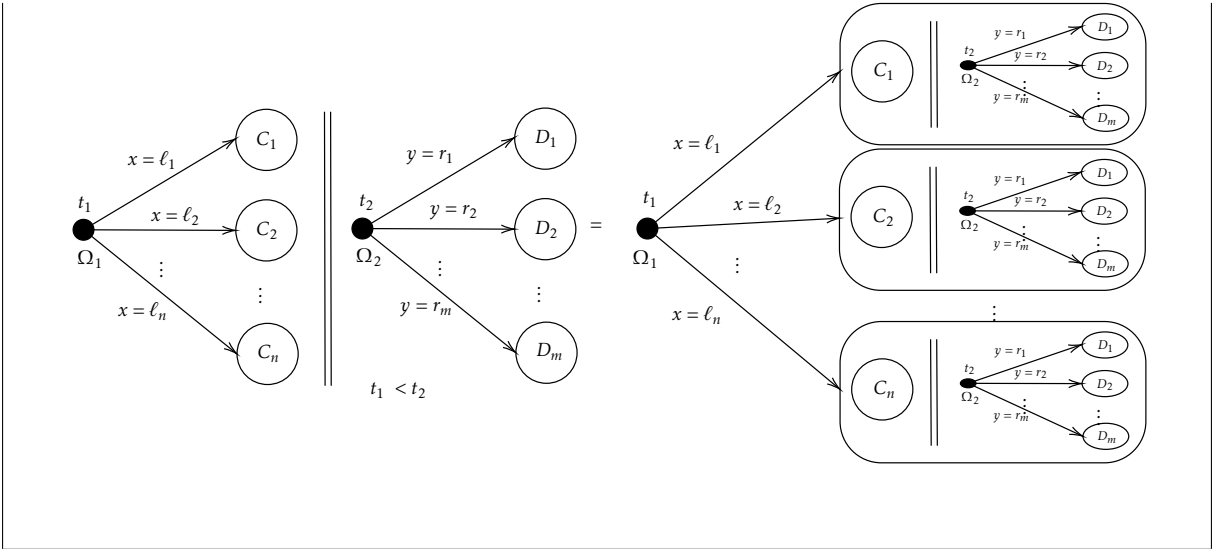 x = ℓ₁
C₁
t₁
x = ℓ₂
Ω₁
C₂
⋮
⋮
x = ℓₙ
Cₙ
y = r₁
D₁
t₂
y = r₂
Ω₂
D₂
⋮
⋮
y = rₘ
Dₘ
t₁ < t₂
=
t₁
Ω₁
x = ℓ₁
x = ℓ₂
⋮
x = ℓₙ
C₁
t₂
Ω₂
y = r₁
y = r₂
⋮
y = rₘ
D₁
D₂
⋮
Dₘ
C₂
t₂
Ω₂
y = r₁
y = r₂
⋮
y = rₘ
D₁
D₂
⋮
Dₘ
⋮
Cₙ
t₂
Ω₂
y = r₁
y = r₂
⋮
y = rₘ
D₁
D₂
⋮
Dₘ